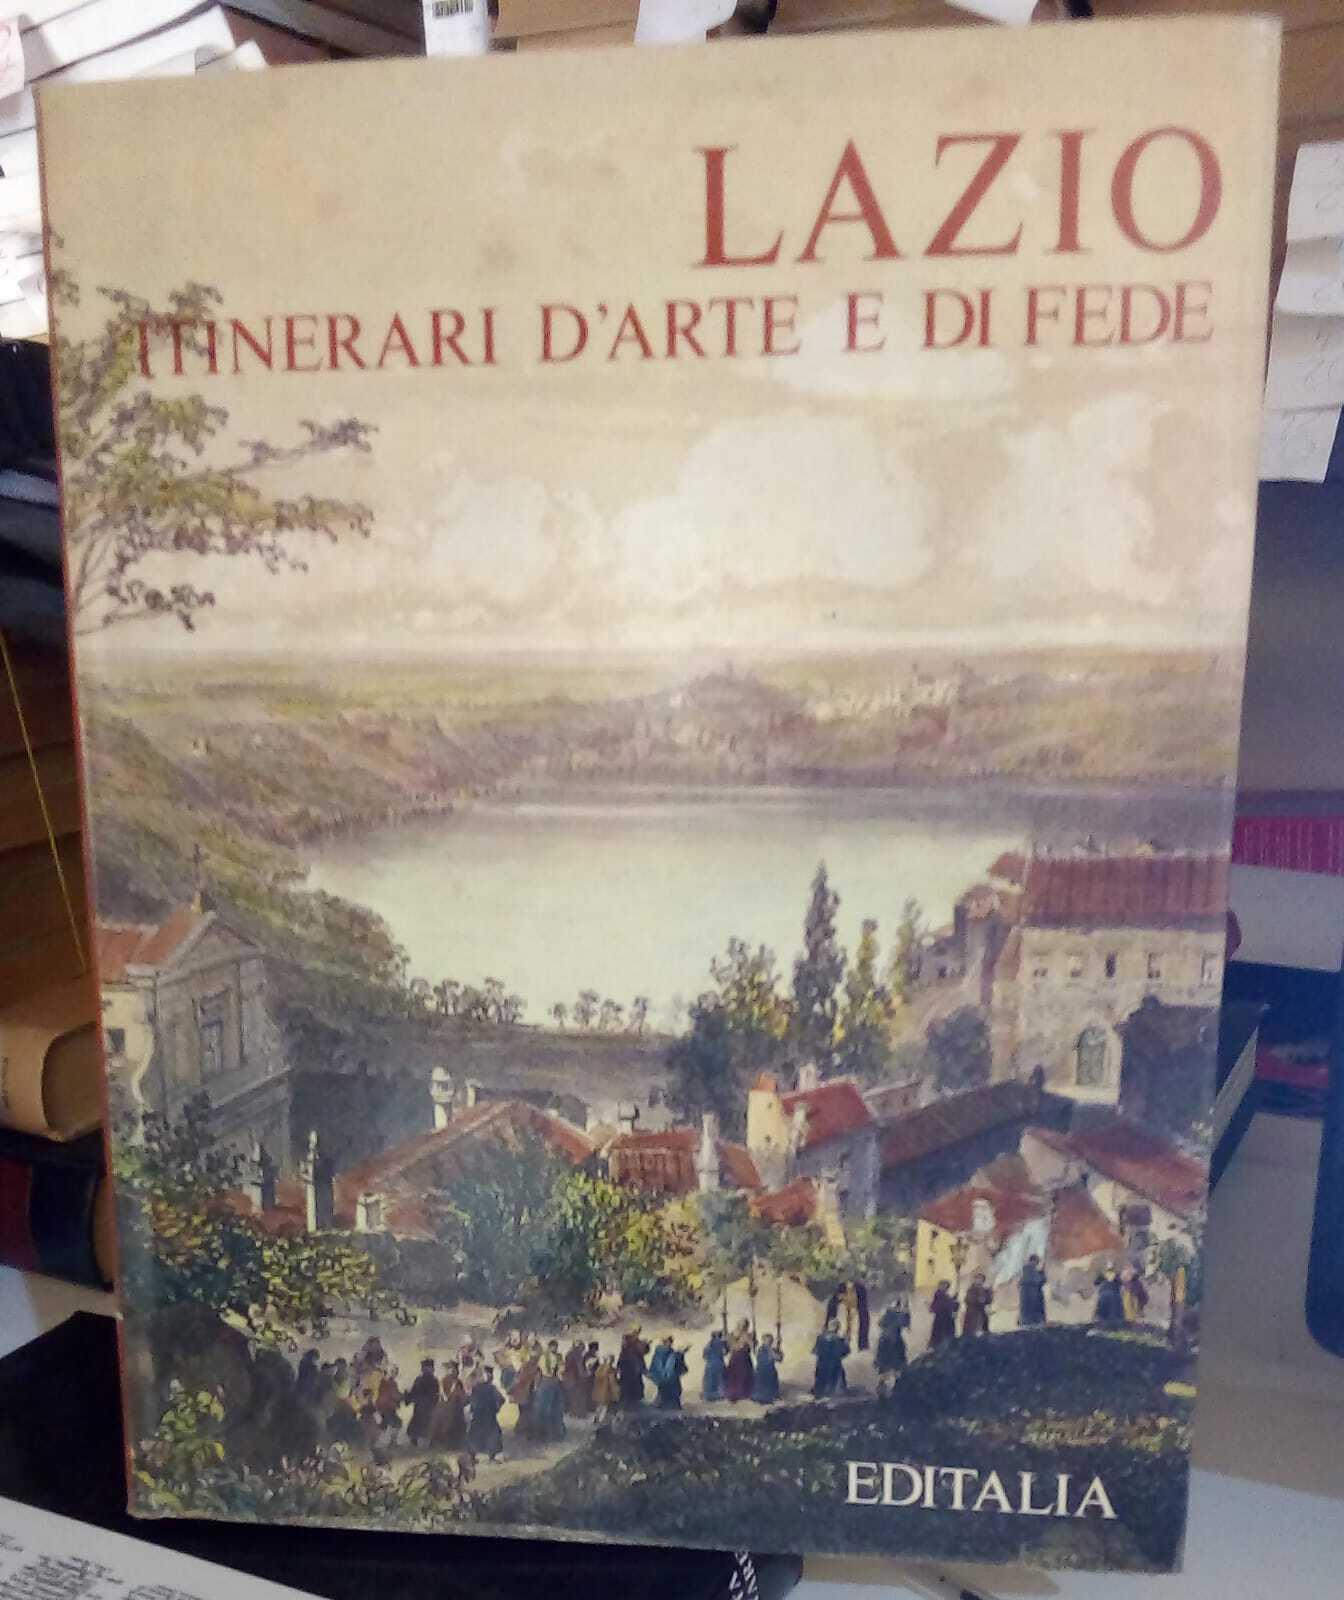 LAZIO
ITINERARI D'ARTE E DI FEDE
EDITALIA